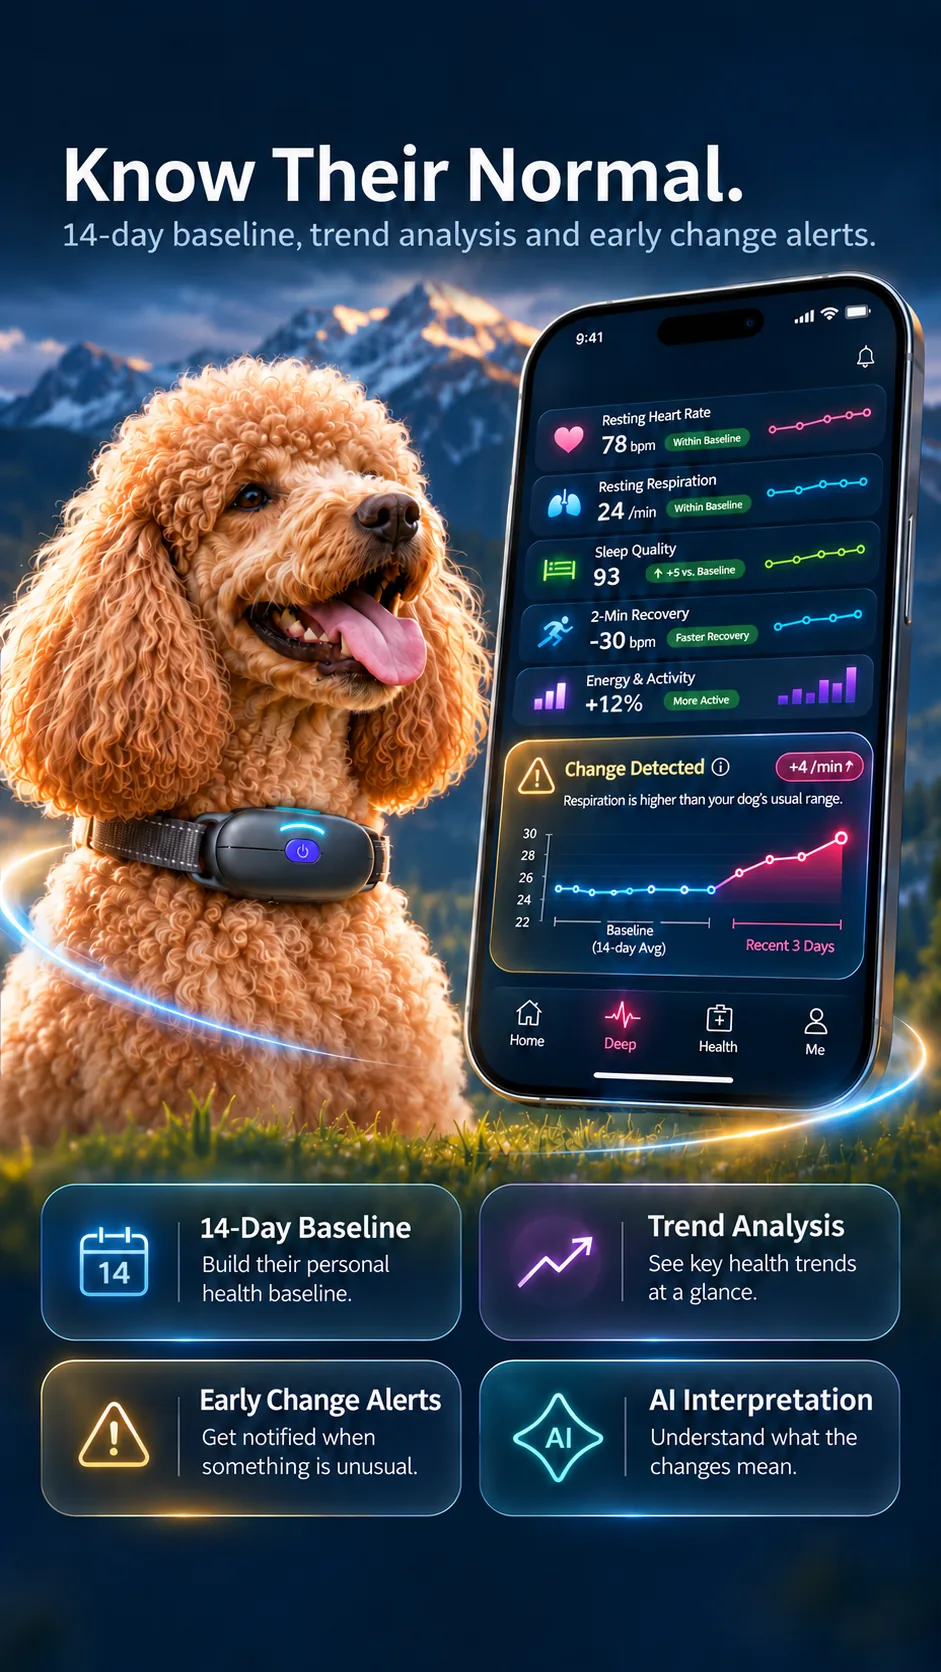 Know Their Normal.
14-day baseline, trend analysis and early change alerts.
9:41
Resting Heart Rate
78 bpm Within Baseline
Resting Respiration
24 /min Within Baseline
Sleep Quality
93 ↑ +5 vs. Baseline
2-Min Recovery
-30 bpm Faster Recovery
Energy & Activity
+12% More Active
Change Detected +4 /min ↑
Respiration is higher than your dog's usual range.
30
28
26
24
22
Baseline
(14-day Avg)
Recent 3 Days
Home
Deep
Health
Me
14
14-Day Baseline
Build their personal
health baseline.
Trend Analysis
See key health trends
at a glance.
Early Change Alerts
Get notified when
something is unusual.
AI
AI Interpretation
Understand what the
changes mean.